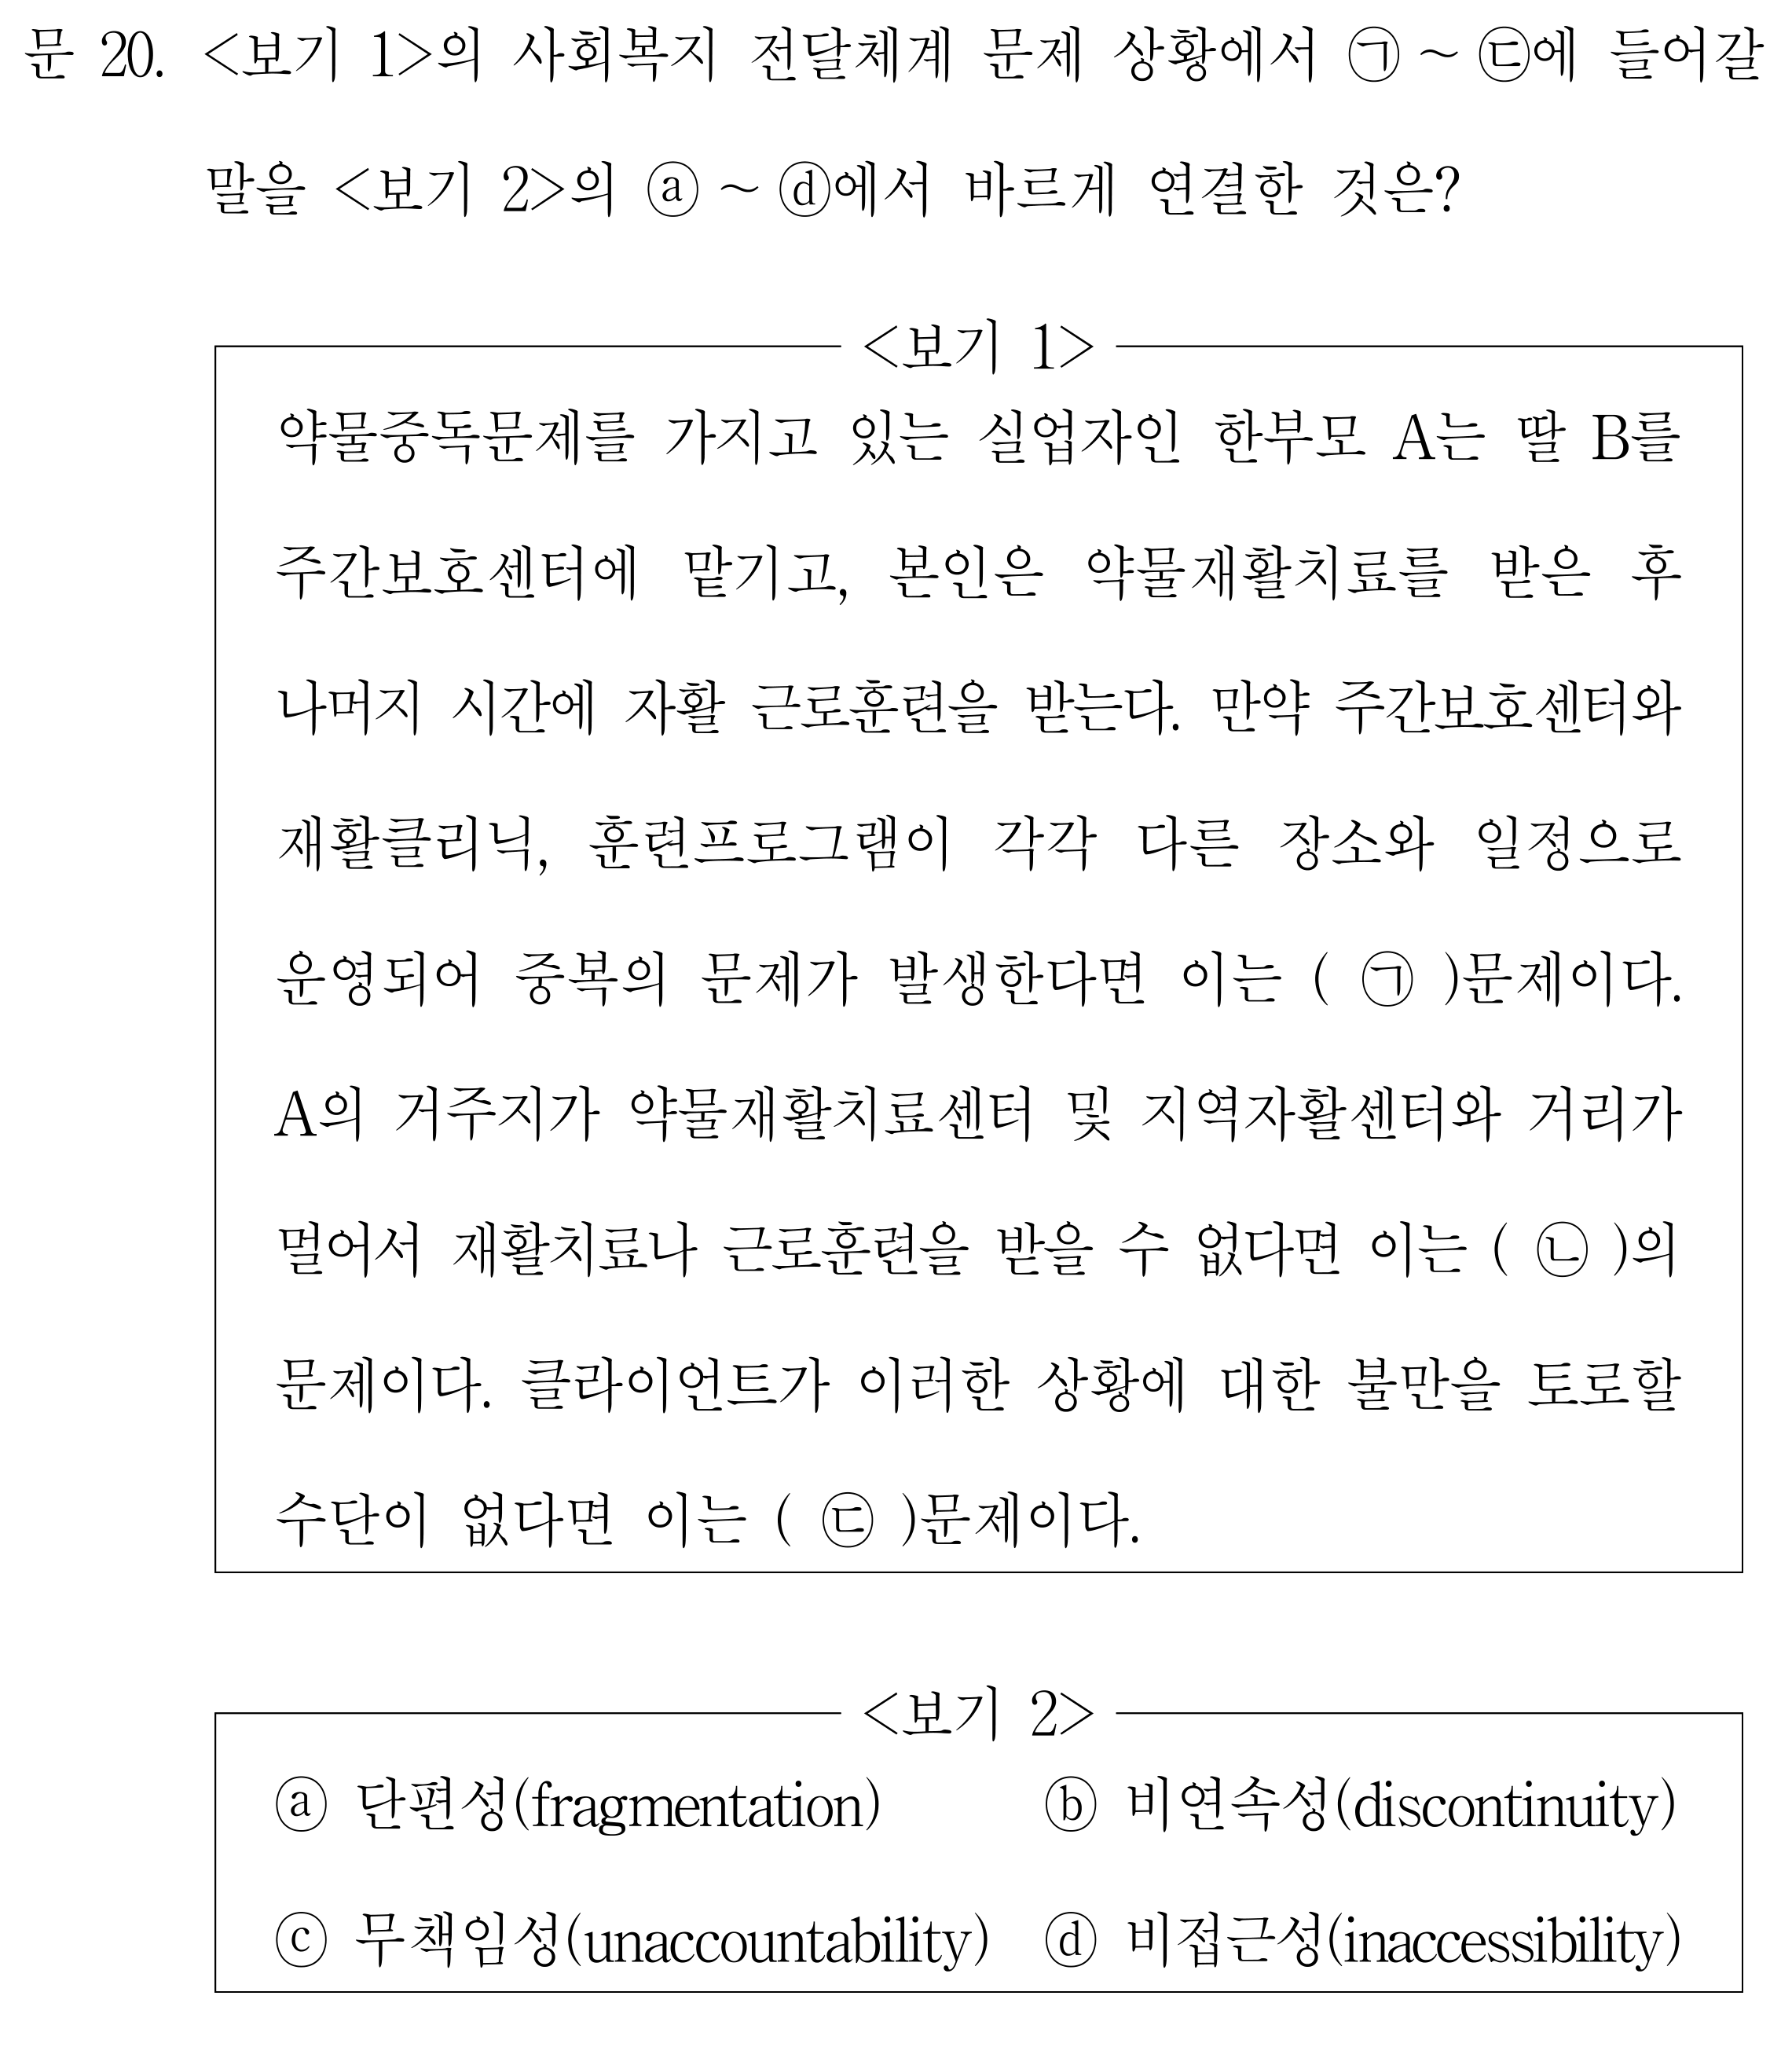 문 20. <보기 1>의 사회복지 전달체계 문제 상황에서 ㉠ ~ ㉢에 들어갈
말을 <보기 2>의 ⓐ ~ ⓓ에서 바르게 연결한 것은?
<보기 1>
약물중독문제를 가지고 있는 실업자인 한부모 A는 딸 B를
주간보호센터에 맡기고, 본인은 약물재활치료를 받은 후
나머지 시간에 자활 근로훈련을 받는다. 만약 주간보호센터와
재활클리닉, 훈련프로그램이 각각 다른 장소와 일정으로
운영되어 중복의 문제가 발생한다면 이는 ( ㉠ )문제이다.
A의 거주지가 약물재활치료센터 및 지역자활센터와 거리가
멀어서 재활치료나 근로훈련을 받을 수 없다면 이는 ( ㉡ )의
문제이다. 클라이언트가 이러한 상황에 대한 불만을 토로할
수단이 없다면 이는 ( ㉢ )문제이다.
<보기 2>
ⓐ 단편성(fragmentation) ⓑ 비연속성(discontinuity)
ⓒ 무책임성(unaccountability) ⓓ 비접근성(inaccessibility)